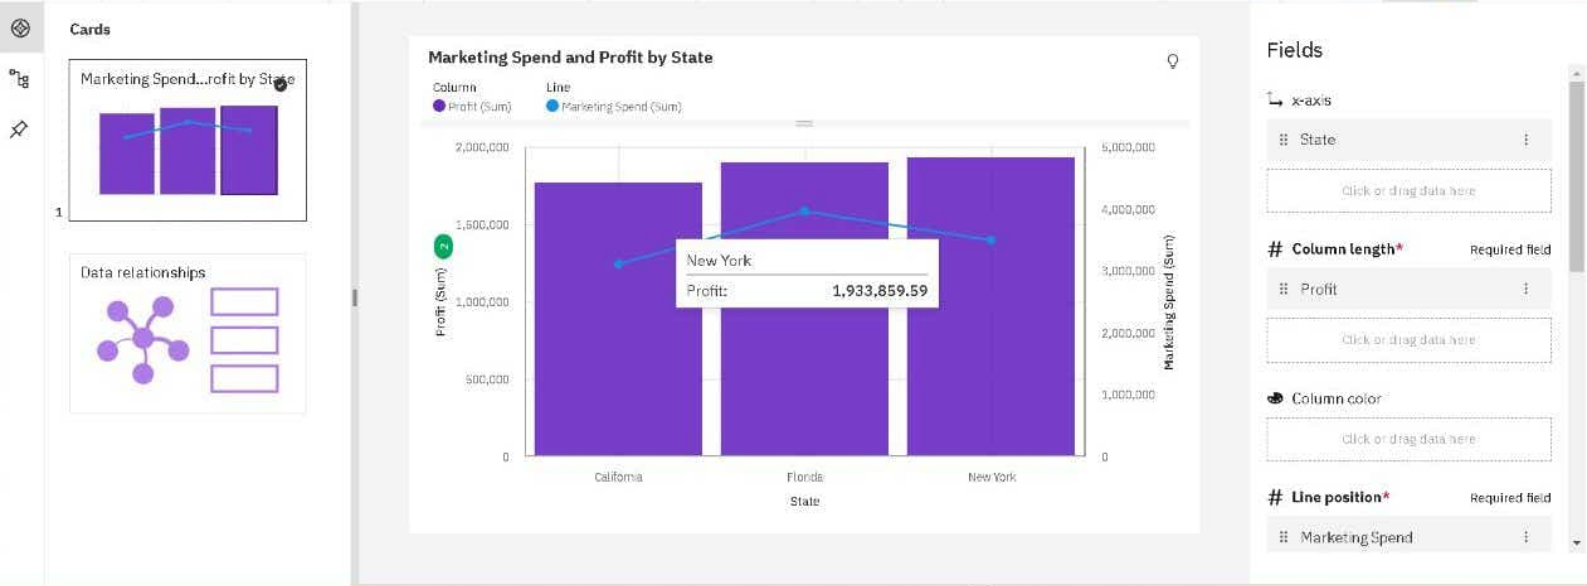 Cards
Marketing Spend...rofit by State
1
Data relationships
Marketing Spend and Profit by State
Column
Line
Profit (Sum)
Marketing Spend (Sum)
2,000,000
1,500,000
1,000,000
500,000
0
2
Profit (Sum)
New York
Profit: 1,933,859.59
5,000,000
4,000,000
3,000,000
2,000,000
1,000,000
0
Marketing Spend (Sum)
California
Florida
New York
State
Fields
x-axis
State
Click or drag data here
# Column length* Required field
Profit
Click or drag data here
Column color
Click or drag data here
# Line position* Required field
Marketing Spend